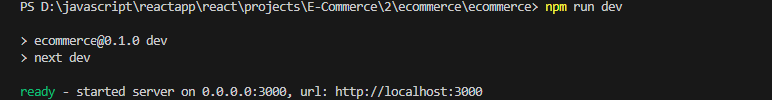 PS D:\javascript\reactapp\react\projects\E-Commerce\2\ecommerce\ecommerce> npm run dev
> ecommerce@0.1.0 dev
> next dev
ready - started server on 0.0.0.0:3000, url: http://localhost:3000